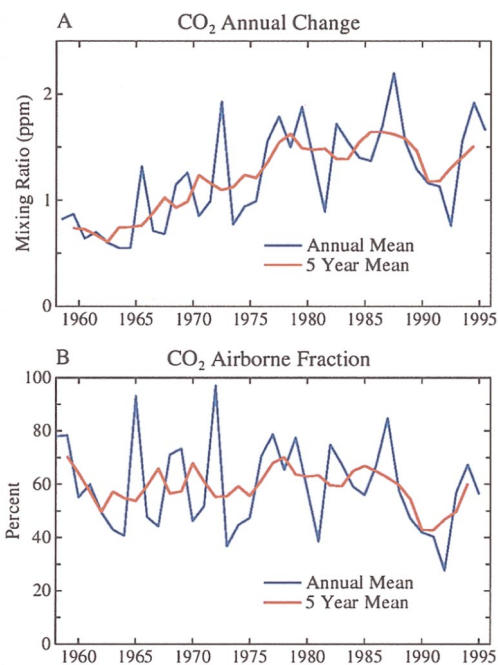 A
CO₂ Annual Change
2
1
0
Mixing Ratio (ppm)
Annual Mean
5 Year Mean
1960 1965 1970 1975 1980 1985 1990 1995
B
CO₂ Airborne Fraction
100
80
60
40
20
0
Percent
Annual Mean
5 Year Mean
1960 1965 1970 1975 1980 1985 1990 1995